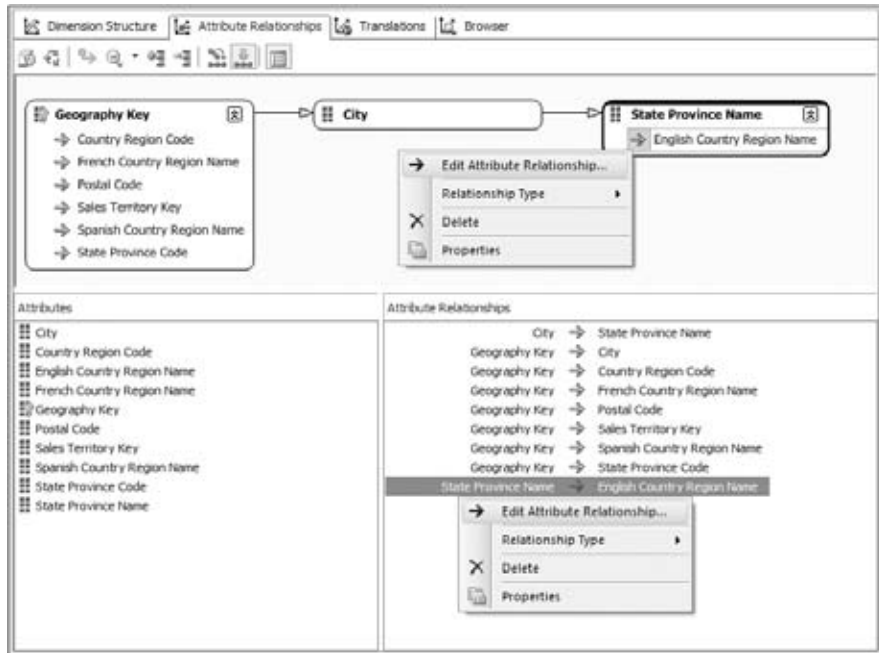 Dimension Structure Attribute Relationships Translations Browser
Geography Key
Country Region Code
French Country Region Name
Postal Code
Sales Territory Key
Spanish Country Region Name
State Province Code
City
State Province Name
English Country Region Name
Edit Attribute Relationship...
Relationship Type
Delete
Properties
Attributes
City
Country Region Code
English Country Region Name
French Country Region Name
Geography Key
Postal Code
Sales Territory Key
Spanish Country Region Name
State Province Code
State Province Name
Attribute Relationships
City State Province Name
Geography Key City
Geography Key Country Region Code
Geography Key French Country Region Name
Geography Key Postal Code
Geography Key Sales Territory Key
Geography Key Spanish Country Region Name
Geography Key State Province Code
State Province Name English Country Region Name
Edit Attribute Relationship...
Relationship Type
Delete
Properties